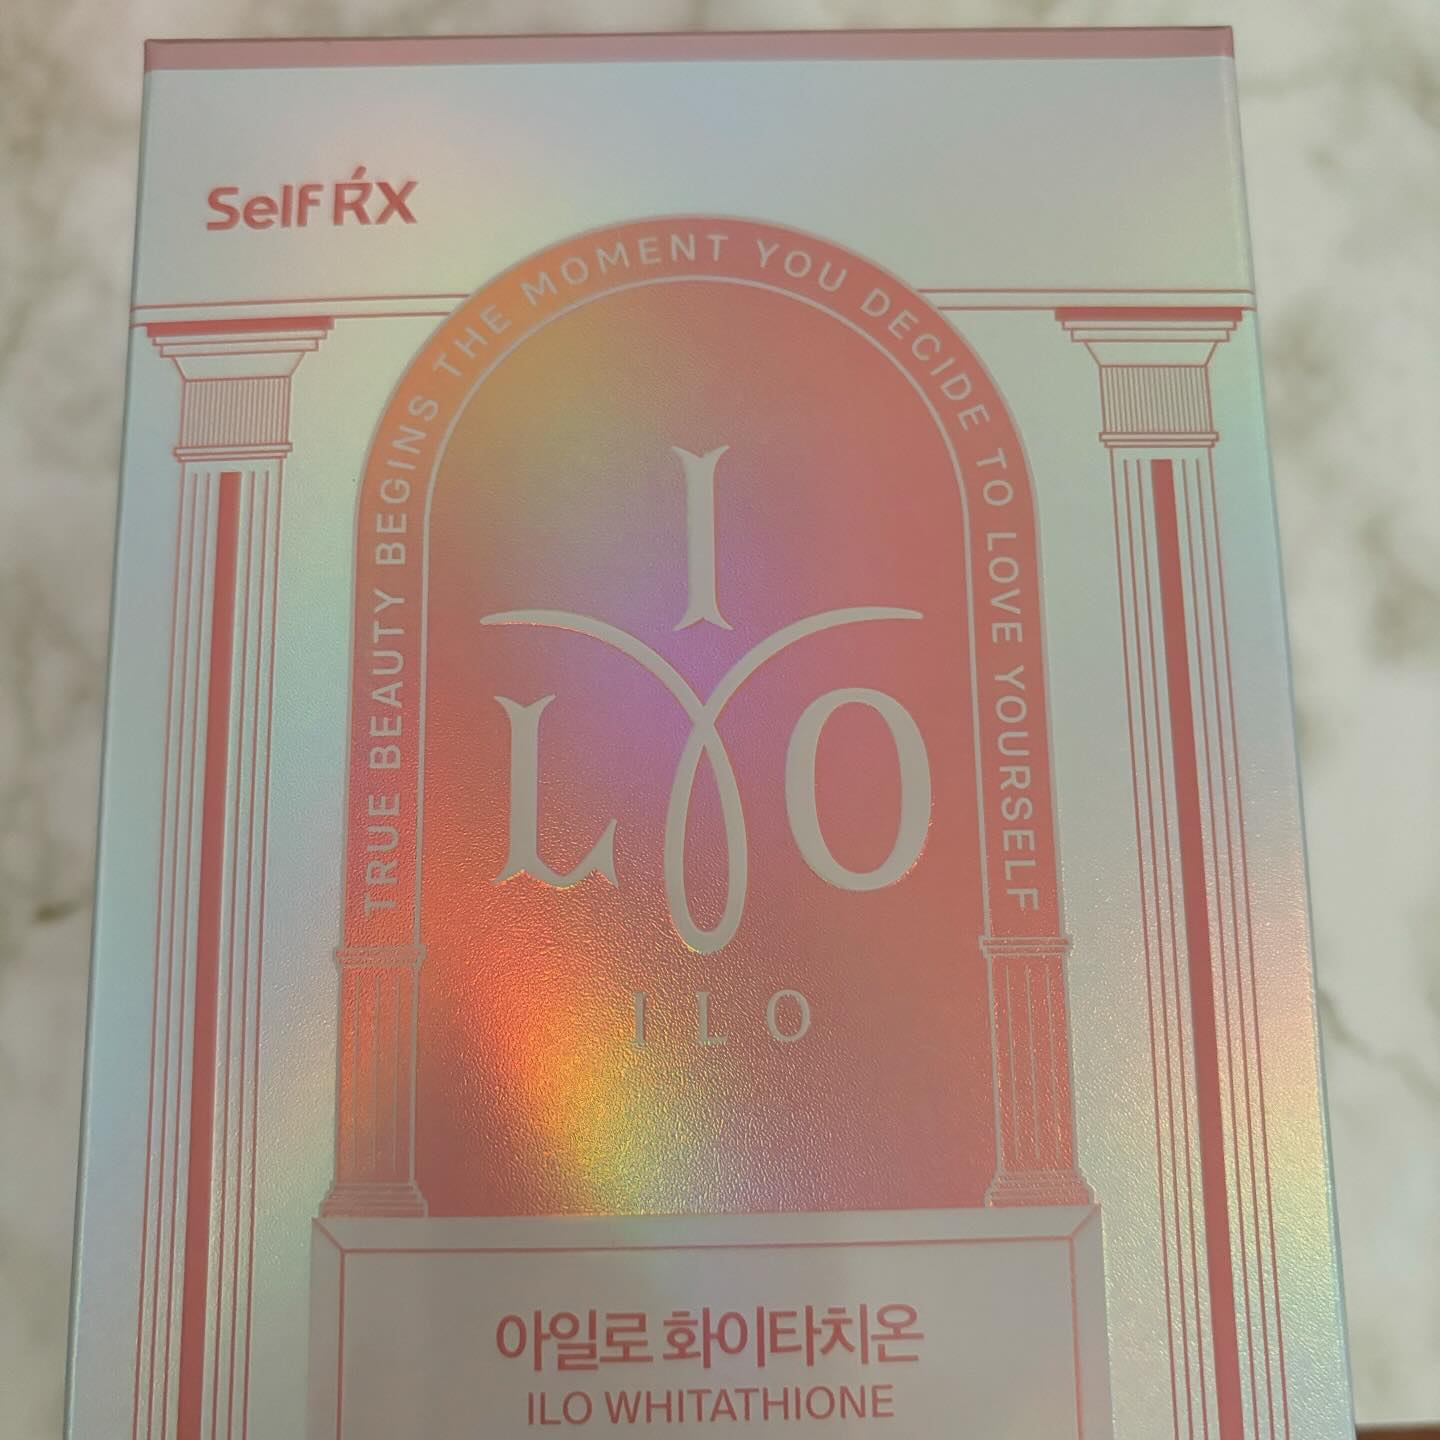 Self RX
TRUE BEAUTY BEGINS THE MOMENT YOU DECIDE TO LOVE YOURSELF
I
L O
ILO
아일로 화이타치온
ILO WHITATHIONE